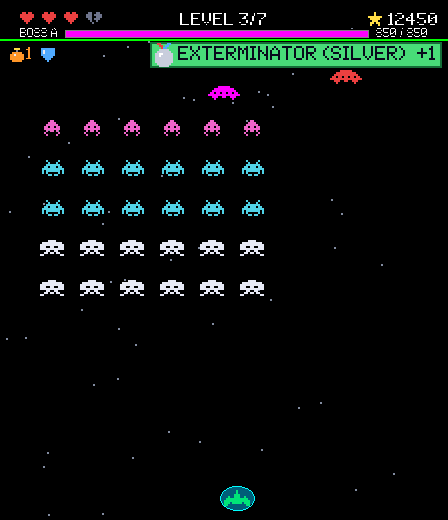 LEVEL 3/7
12450
BOSS A
350 / 350
1
EXTERMINATOR (SILVER) +1